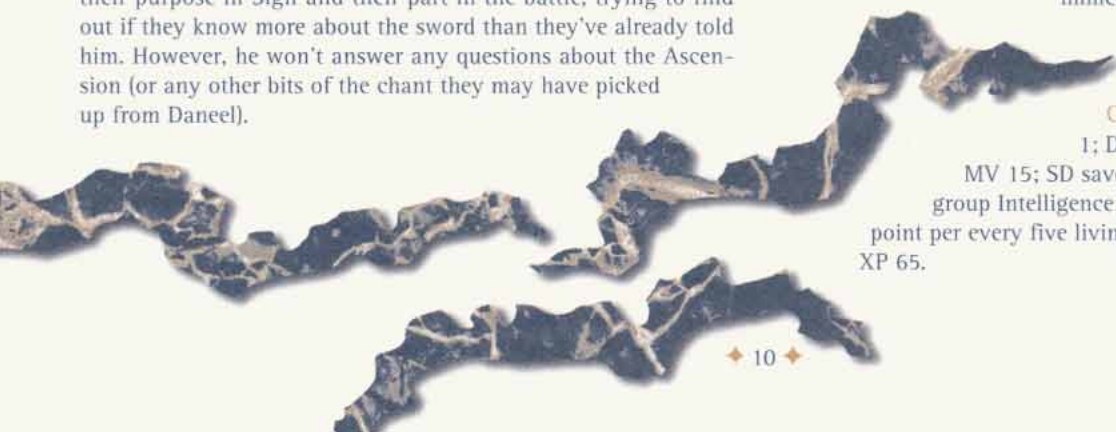 their purpose in Sigil and their part in the battle, trying to find
out if they know more about the sword than they've already told
him. However, he won't answer any questions about the Ascen-
sion (or any other bits of the chant they may have picked
up from Daneel).
1; D
MV 15; SD sav
group Intelligence
point per every five livin
XP 65.
10